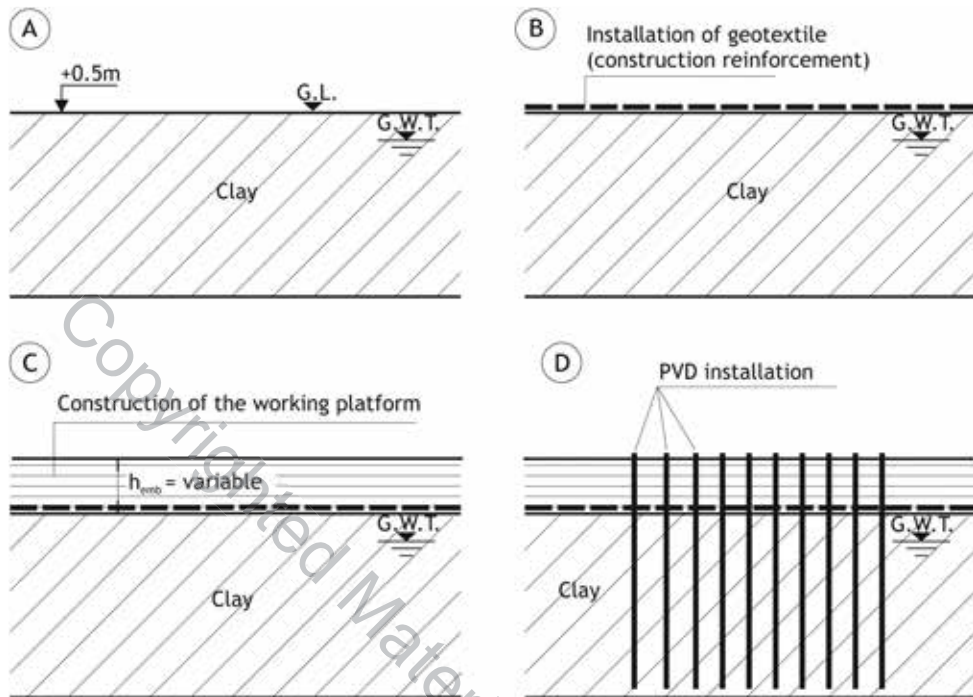 A
+0.5m
G.L.
G.W.T.
Clay
B
Installation of geotextile
(construction reinforcement)
G.W.T.
Clay
C
Construction of the working platform
h_emb = variable
G.W.T.
Clay
D
PVD installation
G.W.T.
Clay
Copyrighted Mater